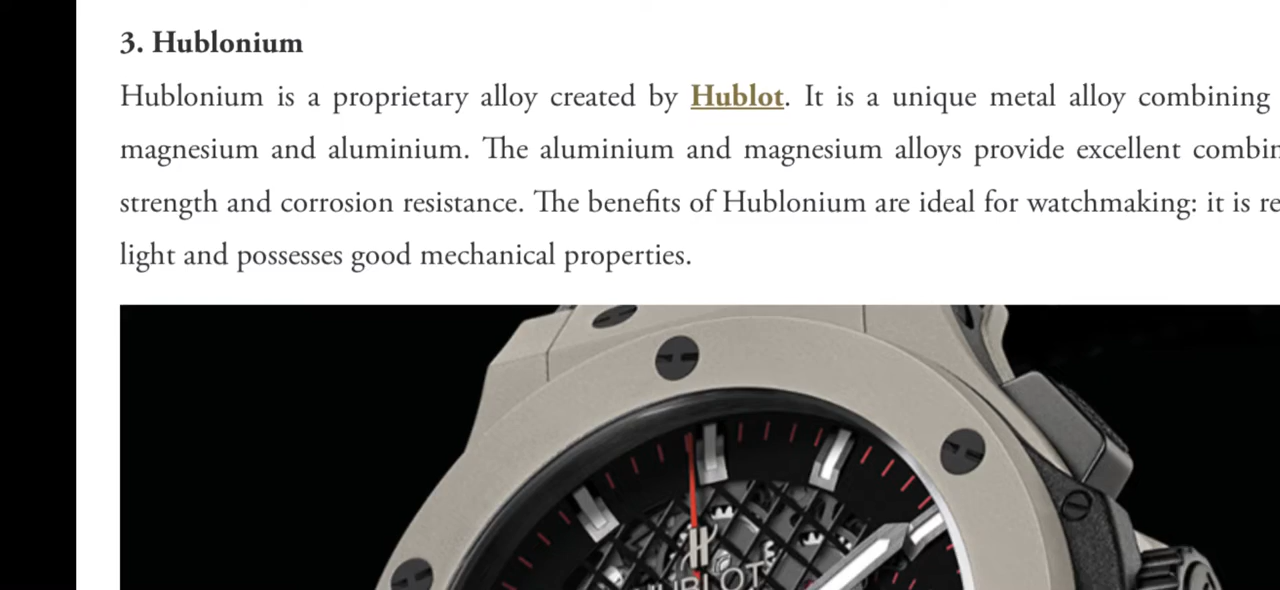 3. Hublonium
Hublonium is a proprietary alloy created by Hublot. It is a unique metal alloy combining
magnesium and aluminium. The aluminium and magnesium alloys provide excellent
strength and corrosion resistance. The benefits of Hublonium are ideal for watchmaking: it is
light and possesses good mechanical properties.
H